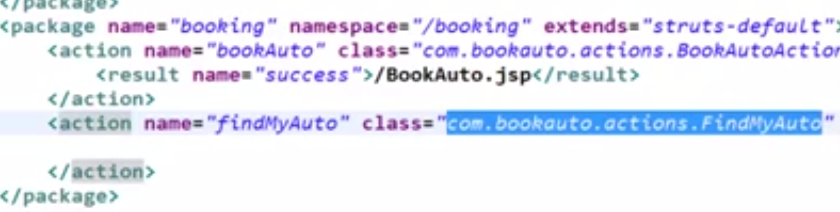 </package>
<package name="booking" namespace="/booking" extends="struts-default">
<action name="bookAuto" class="com.bookauto.actions.BookAutoAction
<result name="success">/BookAuto.jsp</result>
</action>
<action name="findMyAuto" class="com.bookauto.actions.FindMyAuto"
</action>
</package>